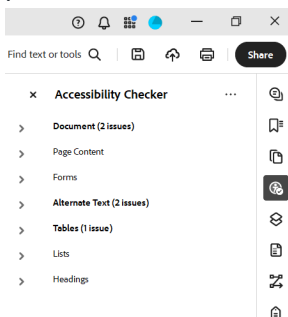 Find text or tools
Share
Accessibility Checker
Document (2 issues)
Page Content
Forms
Alternate Text (2 issues)
Tables (1 issue)
Lists
Headings